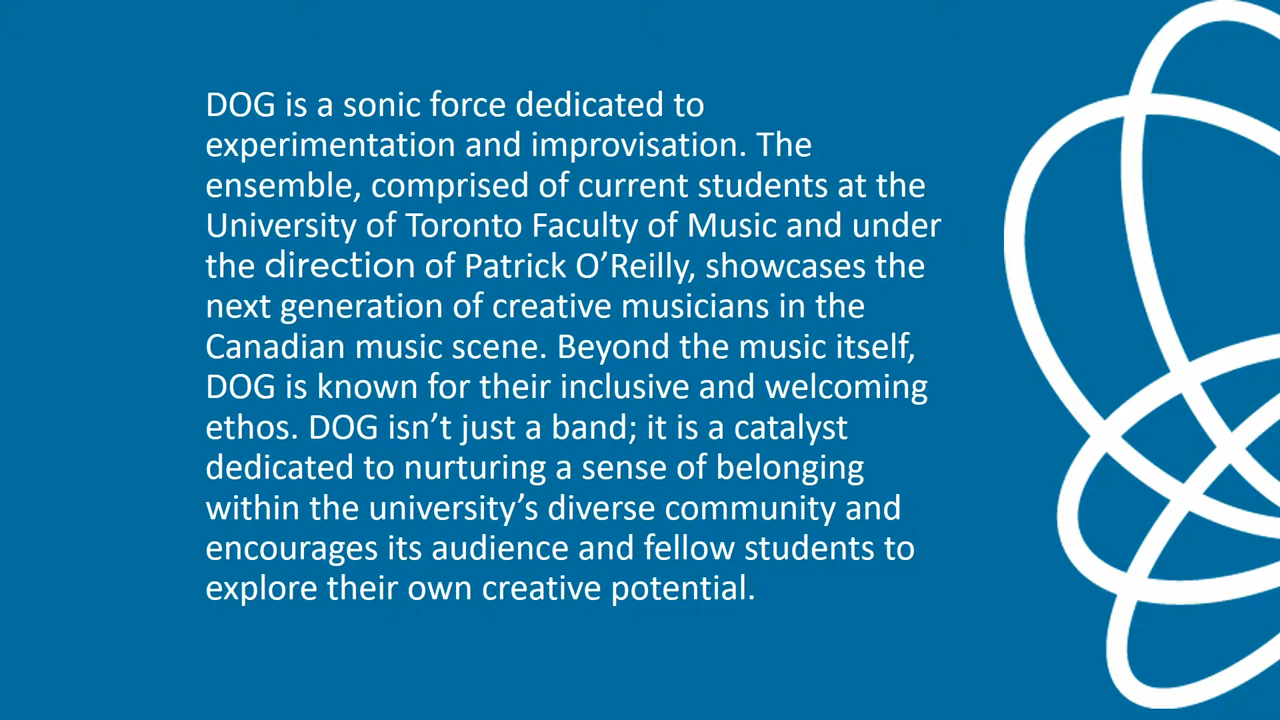 DOG is a sonic force dedicated to
experimentation and improvisation. The
ensemble, comprised of current students at the
University of Toronto Faculty of Music and under
the direction of Patrick O’Reilly, showcases the
next generation of creative musicians in the
Canadian music scene. Beyond the music itself,
DOG is known for their inclusive and welcoming
ethos. DOG isn’t just a band; it is a catalyst
dedicated to nurturing a sense of belonging
within the university’s diverse community and
encourages its audience and fellow students to
explore their own creative potential.